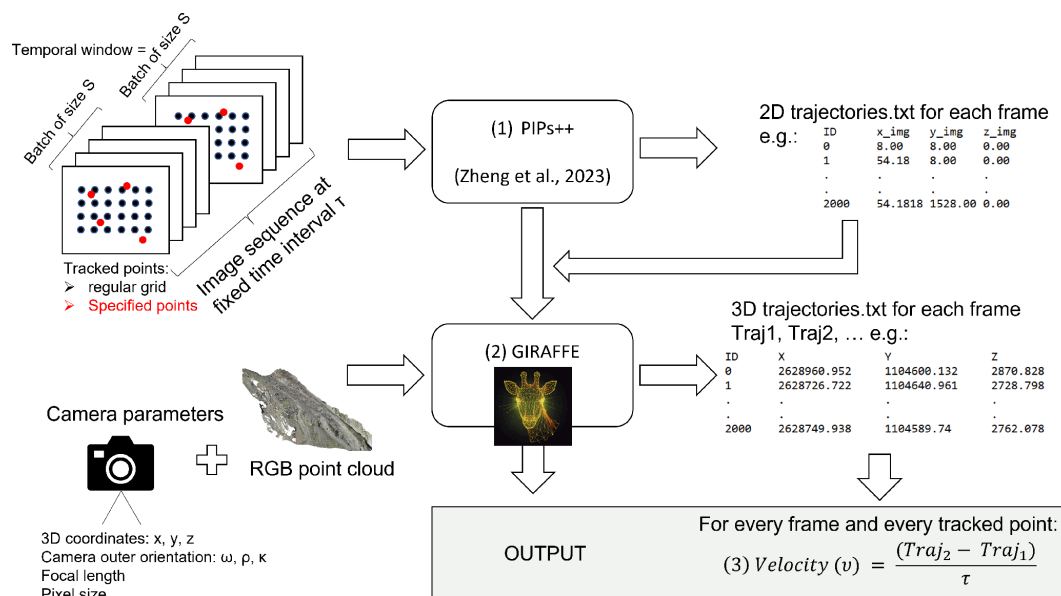 Temporal window =
Batch of size S
Batch of size S
Image sequence at
fixed time interval τ
Tracked points:
regular grid
Specified points
(1) PIPs++
(Zheng et al., 2023)
2D trajectories.txt for each frame
e.g.:
ID x_img y_img z_img
0 8.00 8.00 0.00
1 54.18 8.00 0.00
. . . .
. . . .
2000 54.1818 1528.00 0.00
(2) GIRAFFE
3D trajectories.txt for each frame
Traj1, Traj2, … e.g.:
ID X Y Z
0 2628960.952 1104600.132 2870.828
1 2628726.722 1104640.961 2728.798
. . . .
. . . .
2000 2628749.938 1104589.74 2762.078
Camera parameters
RGB point cloud
3D coordinates: x, y, z
Camera outer orientation: ω, ρ, κ
Focal length
Pixel size
OUTPUT
For every frame and every tracked point:
(3) Velocity (υ) = (Traj₂ − Traj₁)
τ